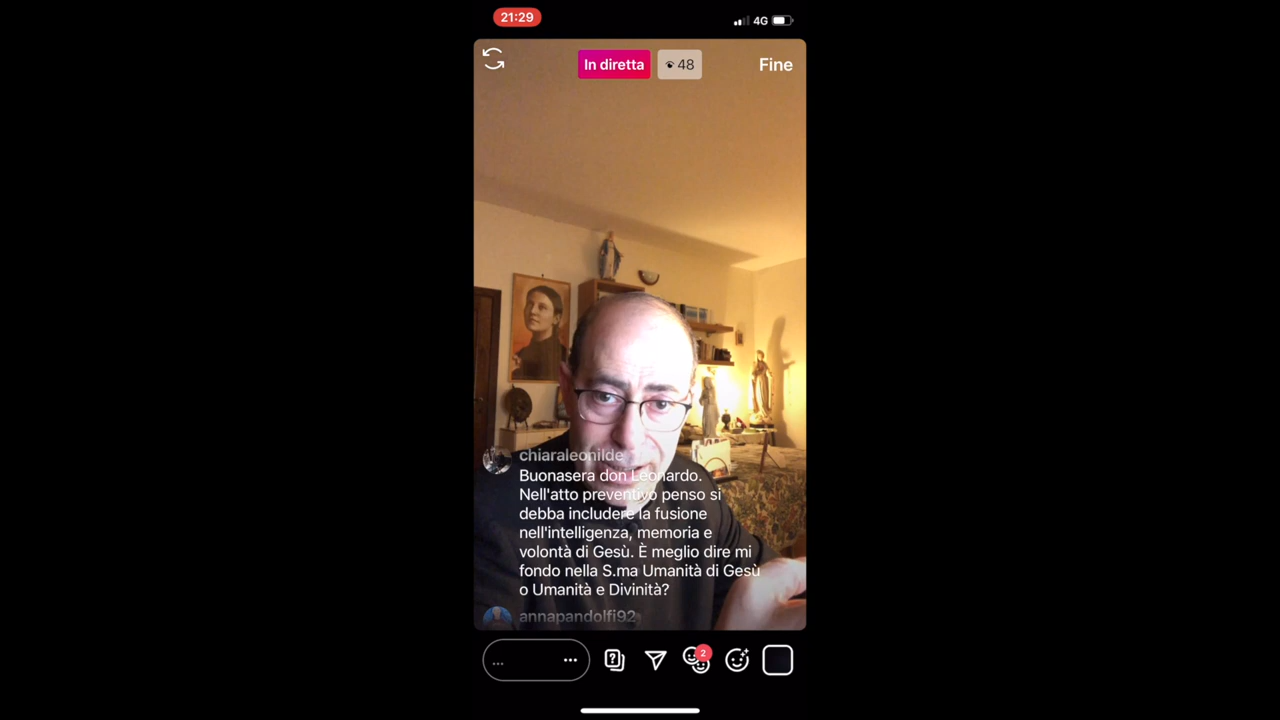 21:29
4G
In diretta
48
Fine
chiaraleonilde
Buonasera don Leonardo.
Nell'atto preventivo penso si
debba includere la fusione
nell'intelligenza, memoria e
volontà di Gesù. È meglio dire mi
fondo nella S.ma Umanità di Gesù
o Umanità e Divinità?
annapandolfi92
...
2